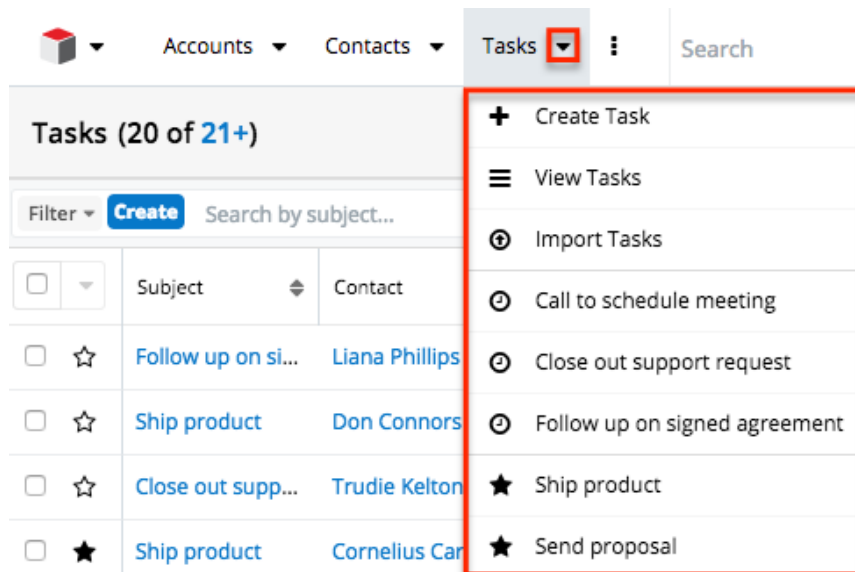 Accounts Contacts Tasks Search
Tasks (20 of 21+)
Filter Create Search by subject...
Subject Contact
Follow up on si... Liana Phillips
Ship product Don Connors
Close out supp... Trudie Kelton
Ship product Cornelius Car
Create Task
View Tasks
Import Tasks
Call to schedule meeting
Close out support request
Follow up on signed agreement
Ship product
Send proposal